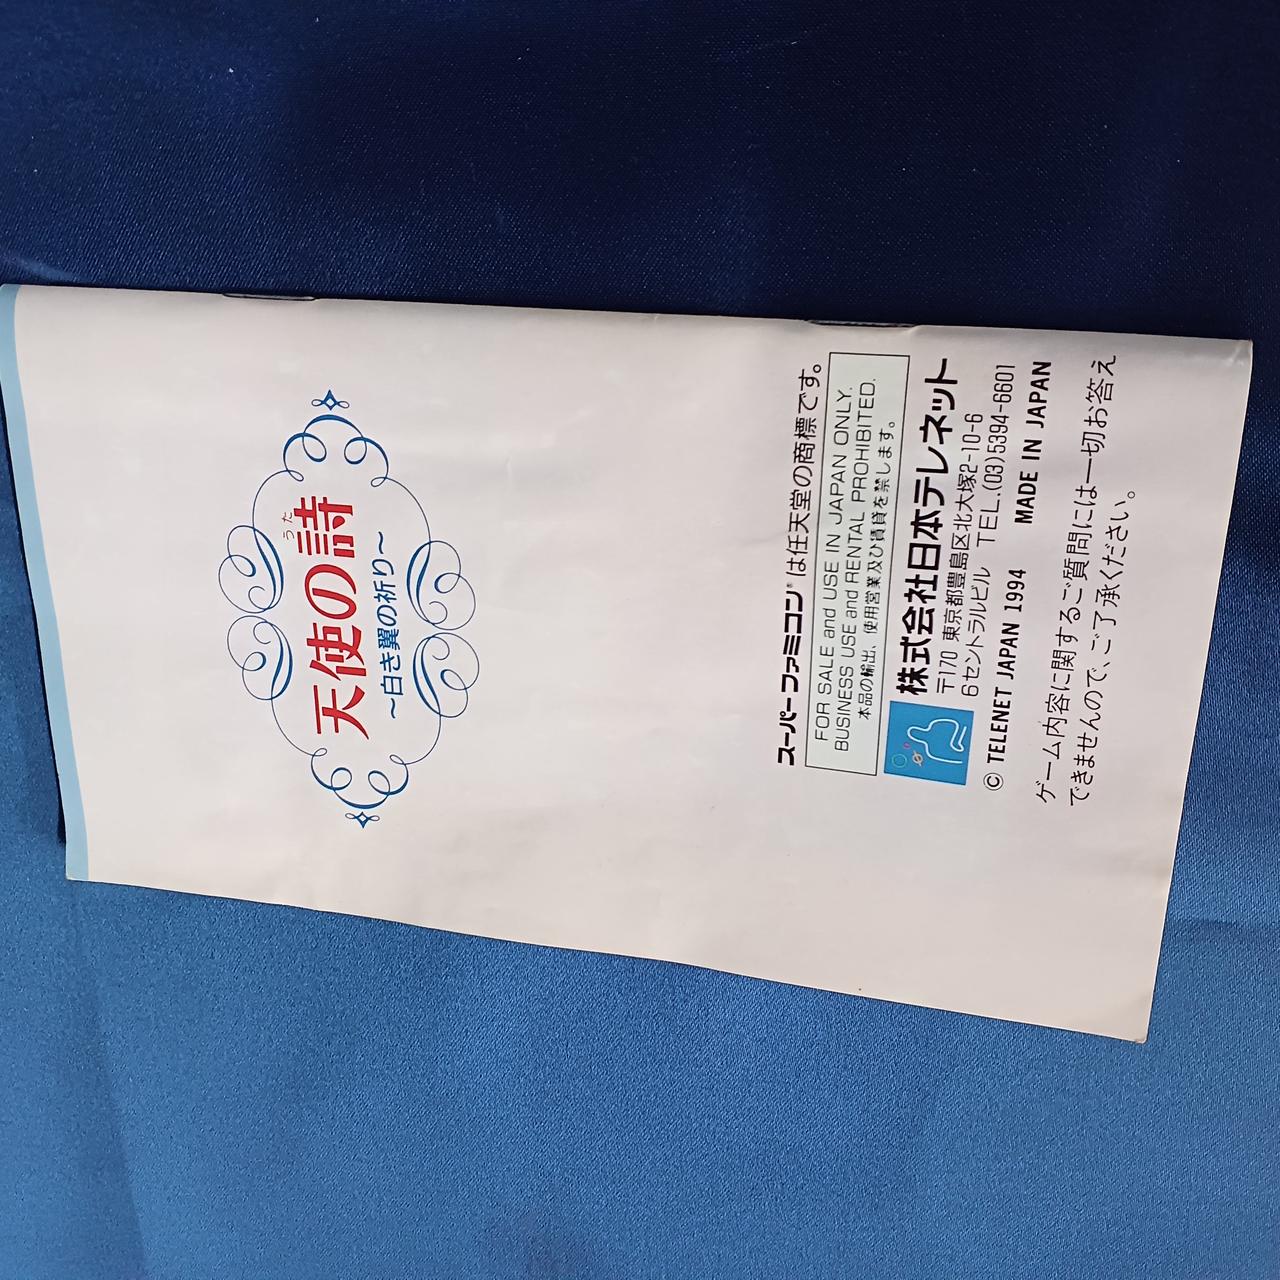 天使の詩
うた
～白き翼の祈り～
スーパーファミコン®は任天堂の商標です。
FOR SALE and USE IN JAPAN ONLY.
BUSINESS USE and RENTAL PROHIBITED.
本品の輸出、使用営業及び賃貸を禁じます。
株式会社日本テレネット
〒170 東京都豊島区北大塚2-10-6
6セントラルビル TEL.(03)5394-6601
© TELENET JAPAN 1994 MADE IN JAPAN
ゲーム内容に関するご質問には一切お答え
できませんので、ご了承ください。